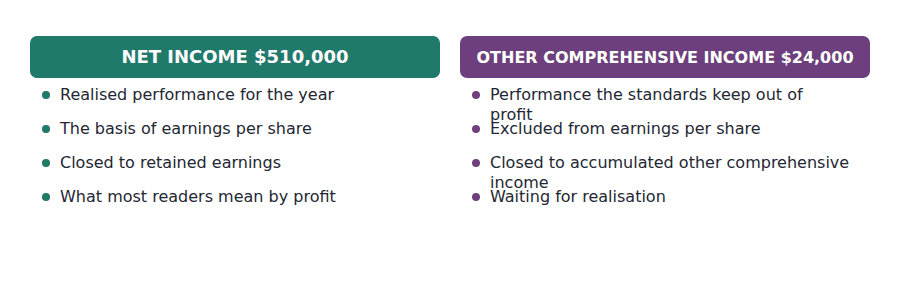 NET INCOME $510,000
Realised performance for the year
The basis of earnings per share
Closed to retained earnings
What most readers mean by profit
OTHER COMPREHENSIVE INCOME $24,000
Performance the standards keep out of
profit
Excluded from earnings per share
Closed to accumulated other comprehensive
income
Waiting for realisation